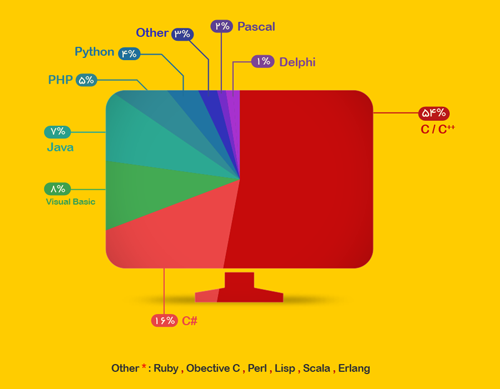 Other ۳%
۲% Pascal
Python ۴%
۱% Delphi
PHP ۵%
۵۴%
C / C++
۷%
Java
۸%
Visual Basic
۱۶% C#
Other * : Ruby , Obective C , Perl , Lisp , Scala , Erlang